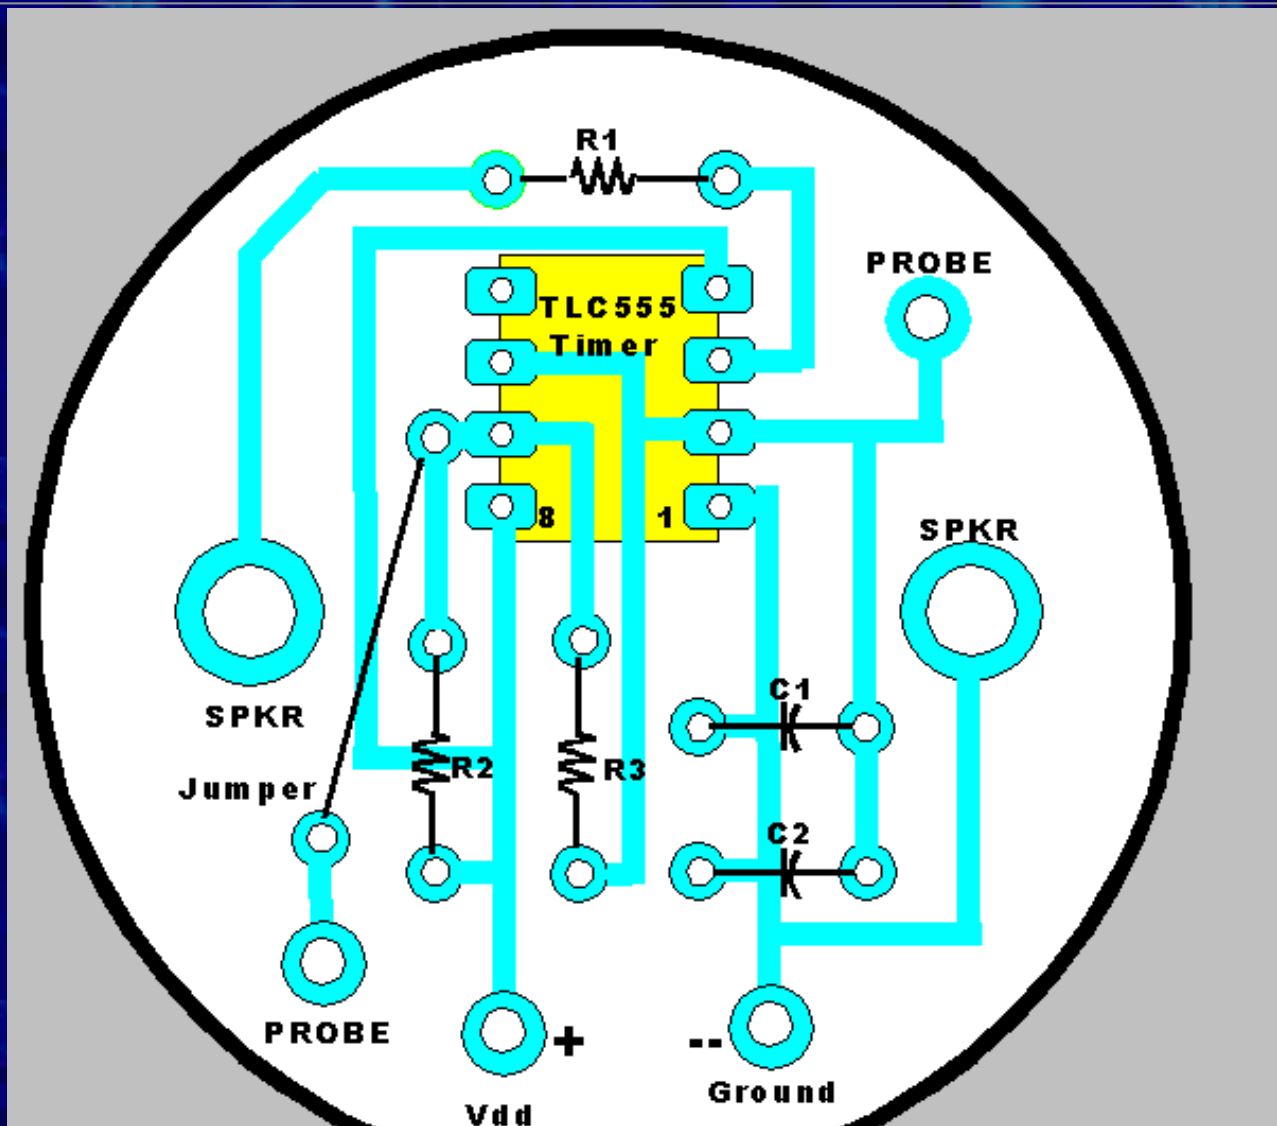 R1
PROBE
TLC555
Timer
8
1
SPKR
SPKR
C1
R2
R3
Jumper
C2
PROBE
+
--
Ground
Vdd